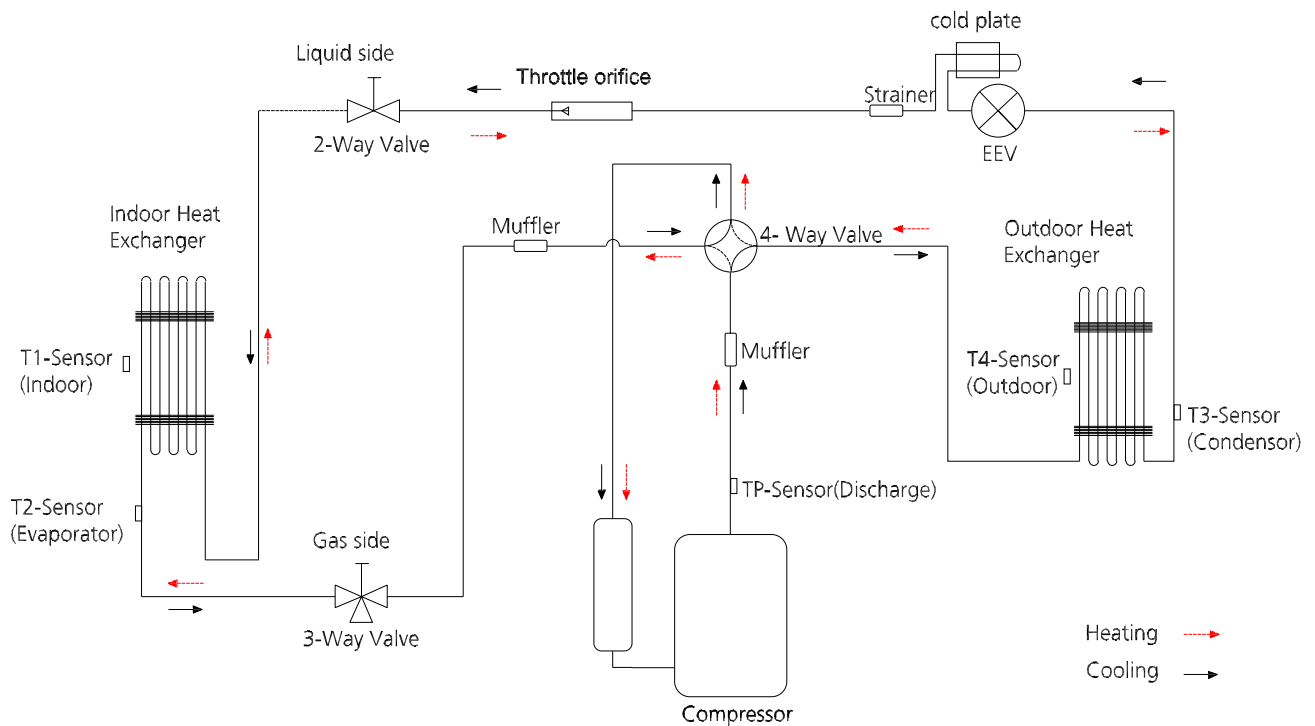 cold plate
Liquid side
Throttle orifice
Strainer
2-Way Valve
EEV
Indoor Heat
Exchanger
Muffler
4- Way Valve
Outdoor Heat
Exchanger
T1-Sensor
(Indoor)
Muffler
T4-Sensor
(Outdoor)
T3-Sensor
(Condensor)
T2-Sensor
(Evaporator)
TP-Sensor(Discharge)
Gas side
3-Way Valve
Heating
Cooling
Compressor